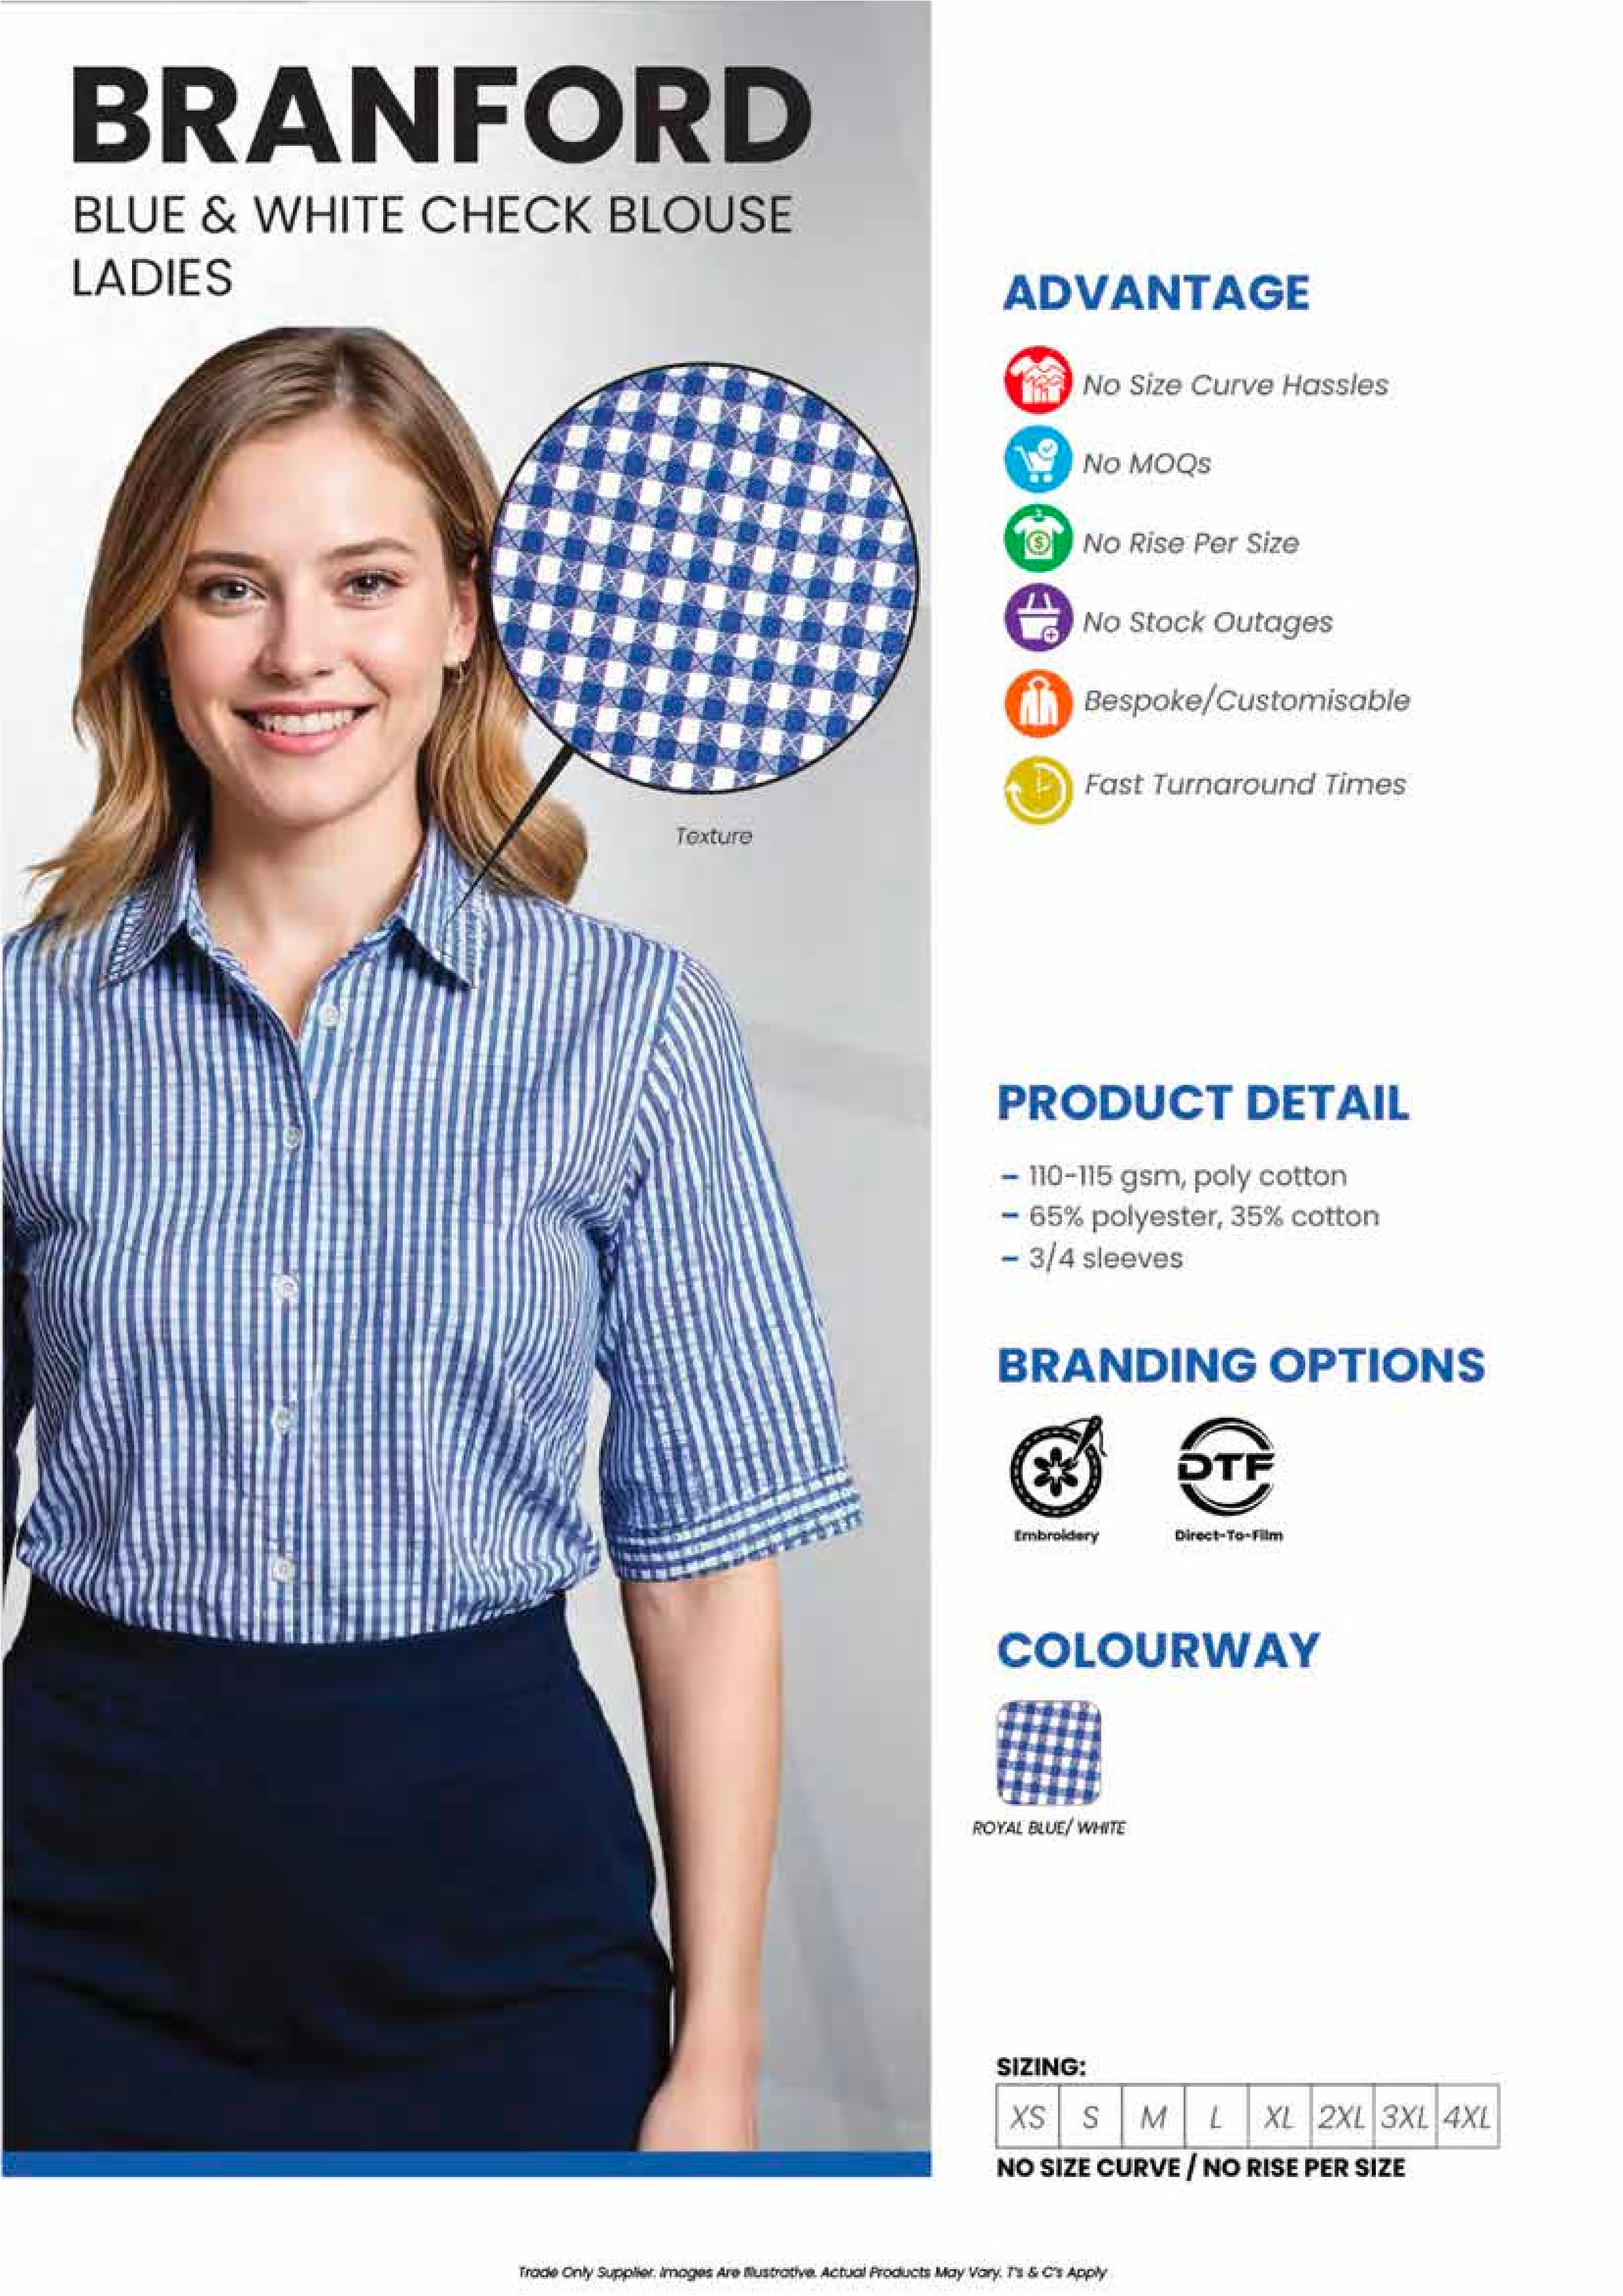 BRANFORD
BLUE & WHITE CHECK BLOUSE
LADIES
Texture
ADVANTAGE
No Size Curve Hassles
No MOQs
No Rise Per Size
No Stock Outages
Bespoke/Customisable
Fast Turnaround Times
PRODUCT DETAIL
– 110-115 gsm, poly cotton
– 65% polyester, 35% cotton
– 3/4 sleeves
BRANDING OPTIONS
DTF
Embroidery Direct-To-Film
COLOURWAY
ROYAL BLUE/ WHITE
SIZING:
XS S M L XL 2XL 3XL 4XL
NO SIZE CURVE / NO RISE PER SIZE
Trade Only Supplier. Images Are Illustrative. Actual Products May Vary. T's & C's Apply